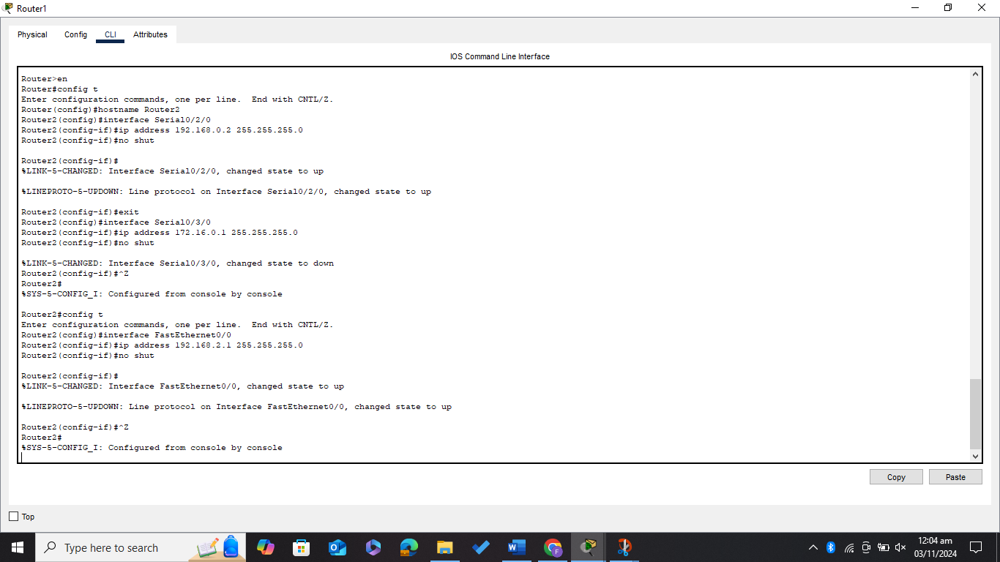 Router1
Physical Config CLI Attributes
IOS Command Line Interface
Router>en
Router#config t
Enter configuration commands, one per line.  End with CNTL/Z.
Router(config)#hostname Router2
Router2(config)#interface Serial0/2/0
Router2(config-if)#ip address 192.168.0.2 255.255.255.0
Router2(config-if)#no shut
Router2(config-if)#
%LINK-5-CHANGED: Interface Serial0/2/0, changed state to up
%LINEPROTO-5-UPDOWN: Line protocol on Interface Serial0/2/0, changed state to up
Router2(config-if)#exit
Router2(config)#interface Serial0/3/0
Router2(config-if)#ip address 172.16.0.1 255.255.255.0
Router2(config-if)#no shut
%LINK-5-CHANGED: Interface Serial0/3/0, changed state to down
Router2(config-if)#^Z
Router2#
%SYS-5-CONFIG_I: Configured from console by console
Router2#config t
Enter configuration commands, one per line.  End with CNTL/Z.
Router2(config)#interface FastEthernet0/0
Router2(config-if)#ip address 192.168.2.1 255.255.255.0
Router2(config-if)#no shut
Router2(config-if)#
%LINK-5-CHANGED: Interface FastEthernet0/0, changed state to up
%LINEPROTO-5-UPDOWN: Line protocol on Interface FastEthernet0/0, changed state to up
Router2(config-if)#^Z
Router2#
%SYS-5-CONFIG_I: Configured from console by console
Copy Paste
Top
Type here to search
12:04 am
03/11/2024